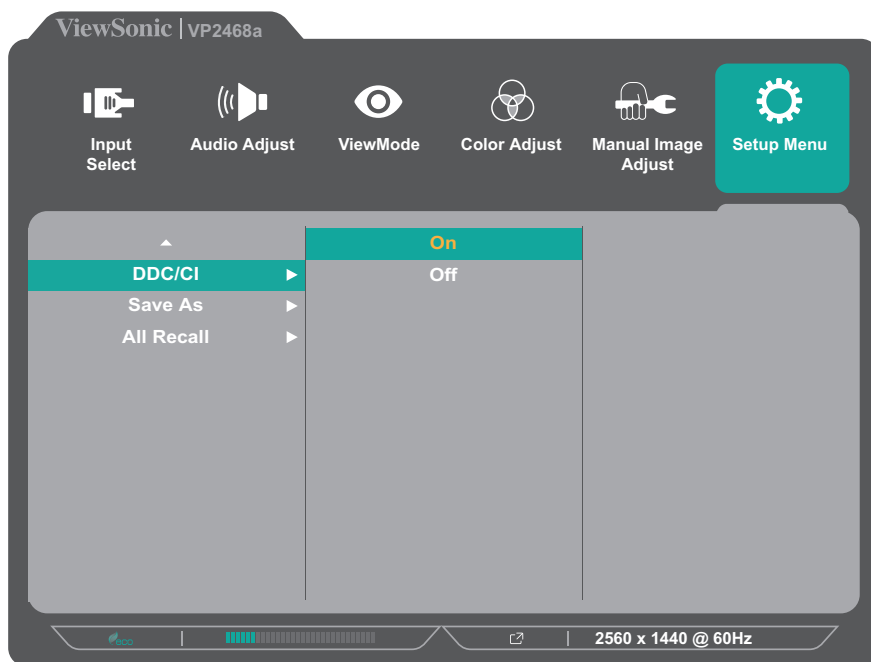 ViewSonic | VP2468a
Input Select
Audio Adjust
ViewMode
Color Adjust
Manual Image Adjust
Setup Menu
On
DDC/CI
Off
Save As
All Recall
eco
2560 x 1440 @ 60Hz